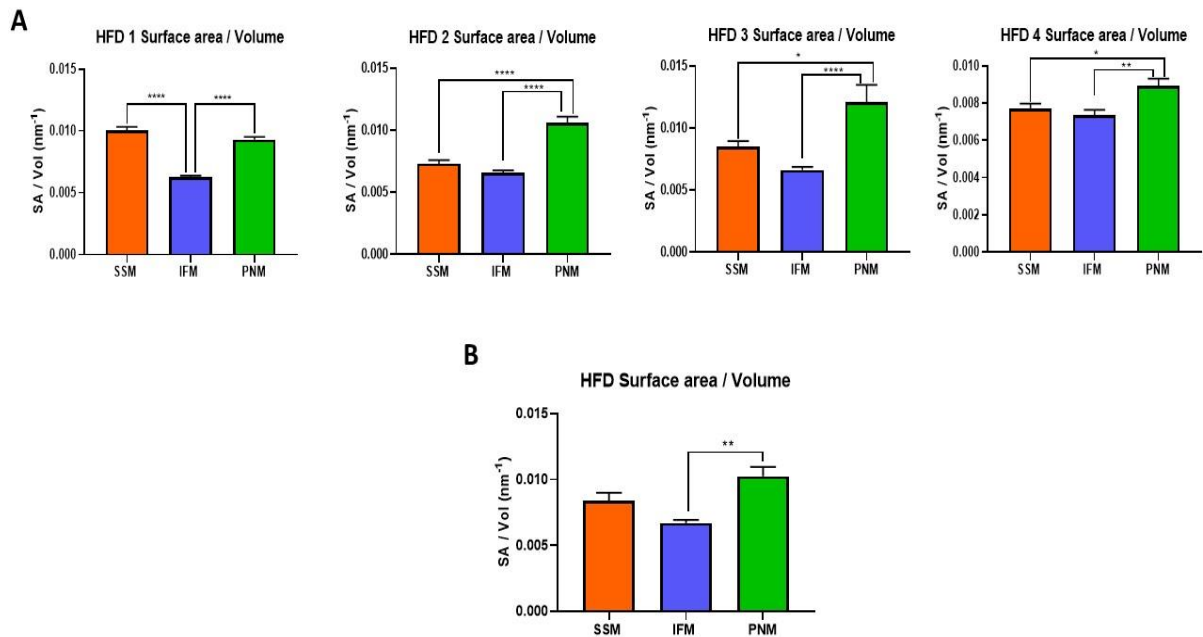 A
HFD 1 Surface area / Volume
SA / Vol (nm⁻¹)
0.015
0.010
0.005
0.000
****
****
SSM
IFM
PNM
HFD 2 Surface area / Volume
SA / Vol (nm⁻¹)
0.015
0.010
0.005
0.000
****
****
SSM
IFM
PNM
HFD 3 Surface area / Volume
SA / Vol (nm⁻¹)
0.015
0.010
0.005
0.000
*
****
SSM
IFM
PNM
HFD 4 Surface area / Volume
SA / Vol (nm⁻¹)
0.010
0.008
0.006
0.004
0.002
0.000
*
**
SSM
IFM
PNM
B
HFD Surface area / Volume
SA / Vol (nm⁻¹)
0.015
0.010
0.005
0.000
**
SSM
IFM
PNM